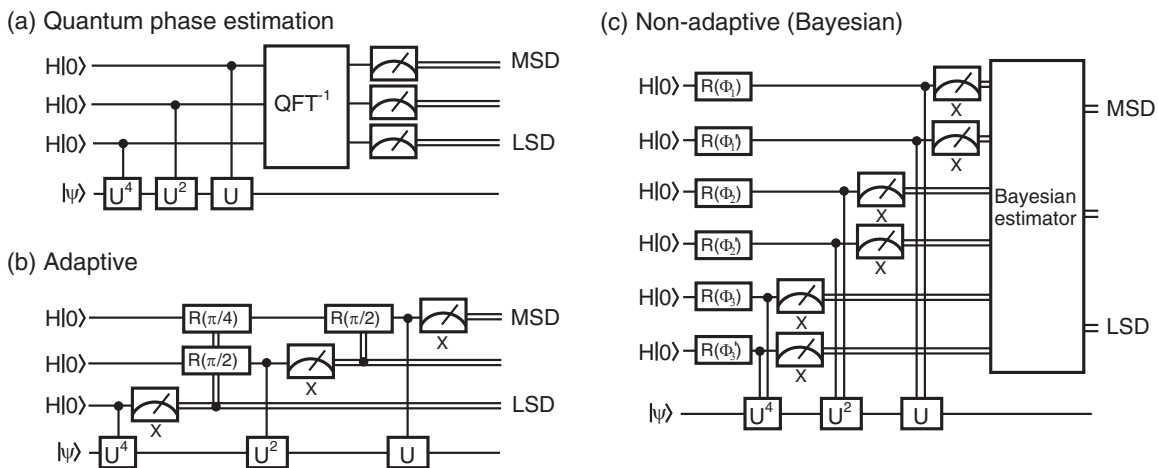 (a) Quantum phase estimation
H|0⟩ MSD
H|0⟩ QFT⁻¹
H|0⟩ LSD
|ψ⟩ U⁴ U² U
(b) Adaptive
H|0⟩ R(π/4) R(π/2) MSD
X
H|0⟩ R(π/2)
X
H|0⟩ LSD
X
|ψ⟩ U⁴ U² U
(c) Non-adaptive (Bayesian)
H|0⟩ R(Φ₁)
X
MSD
H|0⟩ R(Φ₁')
X
H|0⟩ R(Φ₂)
X
Bayesian
estimator
H|0⟩ R(Φ₂')
X
H|0⟩ R(Φ₃)
X
LSD
H|0⟩ R(Φ₃')
X
|ψ⟩ U⁴ U² U